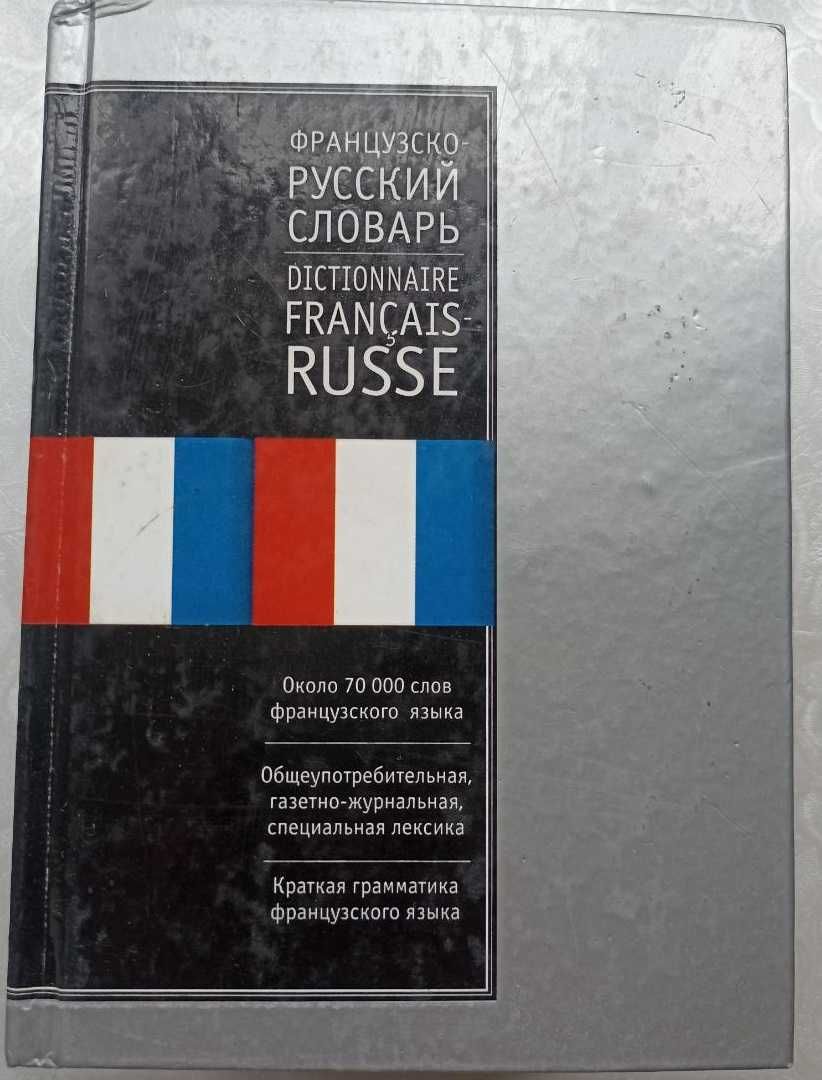 ФРАНЦУЗСКО-
РУССКИЙ
СЛОВАРЬ
DICTIONNAIRE
FRANÇAIS-
RUSSE
Около 70 000 слов
французского языка
Общеупотребительная,
газетно-журнальная,
специальная лексика
Краткая грамматика
французского языка